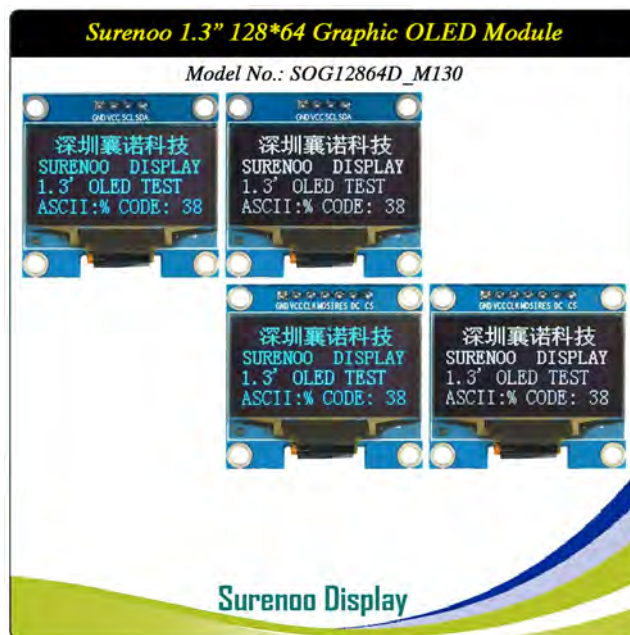 Surenoo 1.3” 128*64 Graphic OLED Module
Model No.: SOG12864D_M130
GND VCC SCL SDA
深圳襄诺科技
SURENOO DISPLAY
1.3' OLED TEST
ASCII:% CODE: 38
GND VCC SCL SDA
深圳襄诺科技
SURENOO DISPLAY
1.3' OLED TEST
ASCII:% CODE: 38
GND VCC CLK MOSI RES DC CS
深圳襄诺科技
SURENOO DISPLAY
1.3' OLED TEST
ASCII:% CODE: 38
GND VCC CLK MOSI RES DC CS
深圳襄诺科技
SURENOO DISPLAY
1.3' OLED TEST
ASCII:% CODE: 38
Surenoo Display